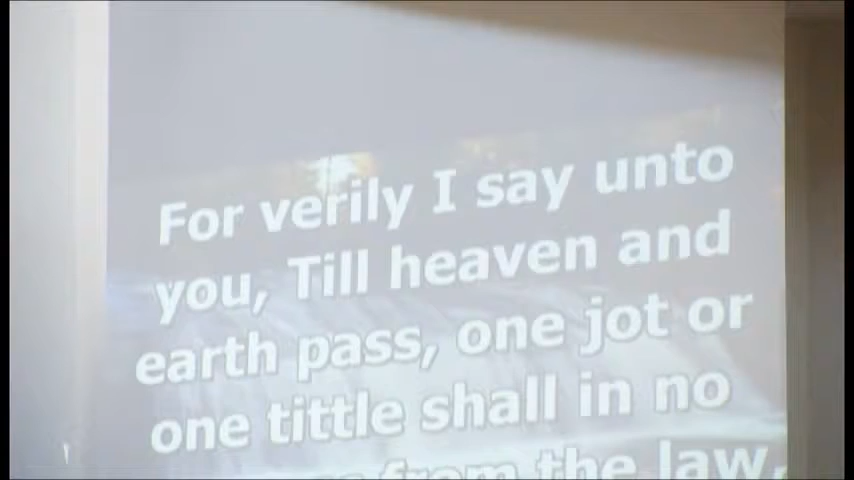 For verily I say unto
you, Till heaven and
earth pass, one jot or
one tittle shall in no
from the law,